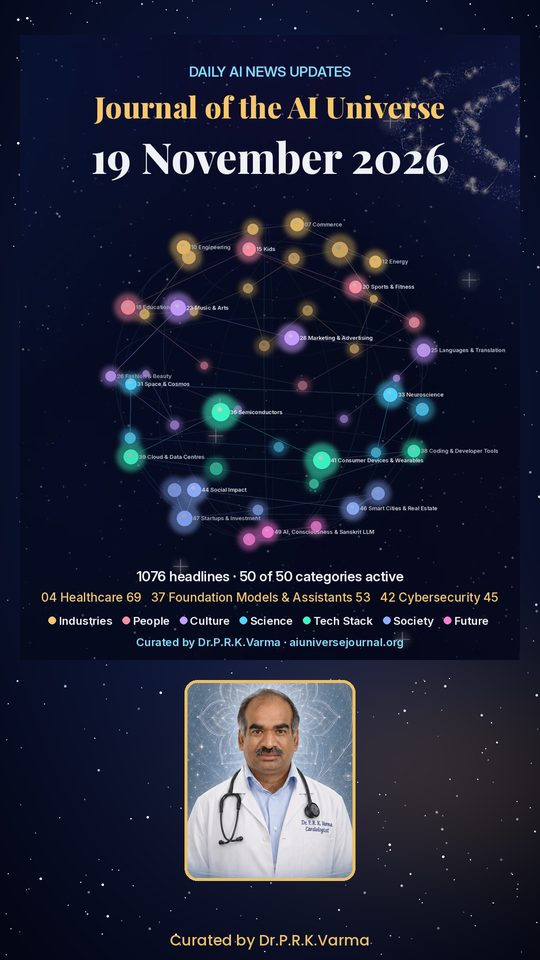 DAILY AI NEWS UPDATES
Journal of the AI Universe
19 November 2026
07 Commerce
10 Engineering
15 Kids
12 Energy
20 Sports & Fitness
18 Education
23 Music & Arts
28 Marketing & Advertising
25 Languages & Translation
26 Fashion & Beauty
31 Space & Cosmos
33 Neuroscience
36 Semiconductors
38 Coding & Developer Tools
39 Cloud & Data Centres
41 Consumer Devices & Wearables
44 Social Impact
46 Smart Cities & Real Estate
47 Startups & Investment
49 AI, Consciousness & Sanskrit LLM
1076 headlines · 50 of 50 categories active
04 Healthcare 69 37 Foundation Models & Assistants 53 42 Cybersecurity 45
Industries People Culture Science Tech Stack Society Future
Curated by Dr.P.R.K.Varma · aiuniversejournal.org
Dr. P. R. K. Varma
Cardiologist
Curated by Dr.P.R.K.Varma